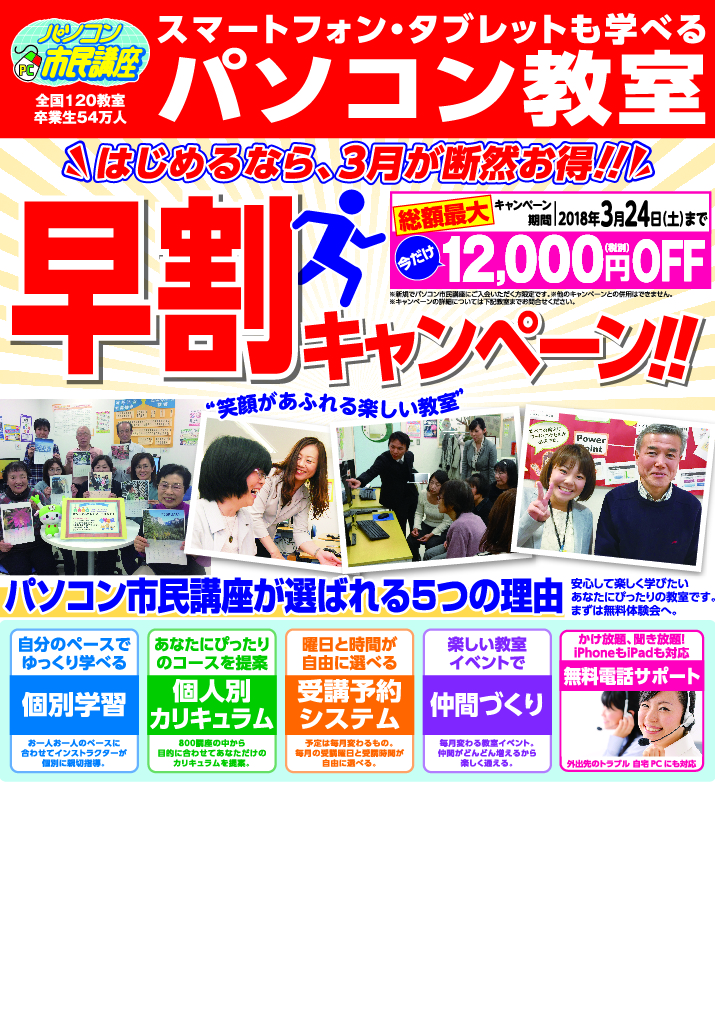 パソコン
市民講座
PC
全国120教室
卒業生54万人
スマートフォン・タブレットも学べる
パソコン教室
はじめるなら、3月が断然お得!!
早割
キャンペーン!!
総額最大
キャンペーン
期間
2018年3月24日(土)まで
今だけ
12,000円(税別)OFF
※新規でパソコン市民講座にご入会いただく方限定です。※他のキャンペーンとの併用はできません。
※キャンペーンの詳細については下記教室までお問合せください。
“笑顔があふれる楽しい教室”
Power
Point
パソコン市民講座が選ばれる5つの理由
安心して楽しく学びたい
あなたにぴったりの教室です。
まずは無料体験会へ。
自分のペースで
ゆっくり学べる
個別学習
お一人お一人のペースに
合わせてインストラクターが
個別に親切指導。
あなたにぴったり
のコースを提案
個人別
カリキュラム
800講座の中から
目的に合わせてあなただけの
カリキュラムを提案。
曜日と時間が
自由に選べる
受講予約
システム
予定は毎月変わるもの。
毎月の受講曜日と受講時間が
自由に選べる。
楽しい教室
イベントで
仲間づくり
毎月変わる教室イベント。
仲間がどんどん増えるから
楽しく通える。
かけ放題、聞き放題!
iPhoneもiPadも対応
無料電話サポート
外出先のトラブル 自宅PCにも対応